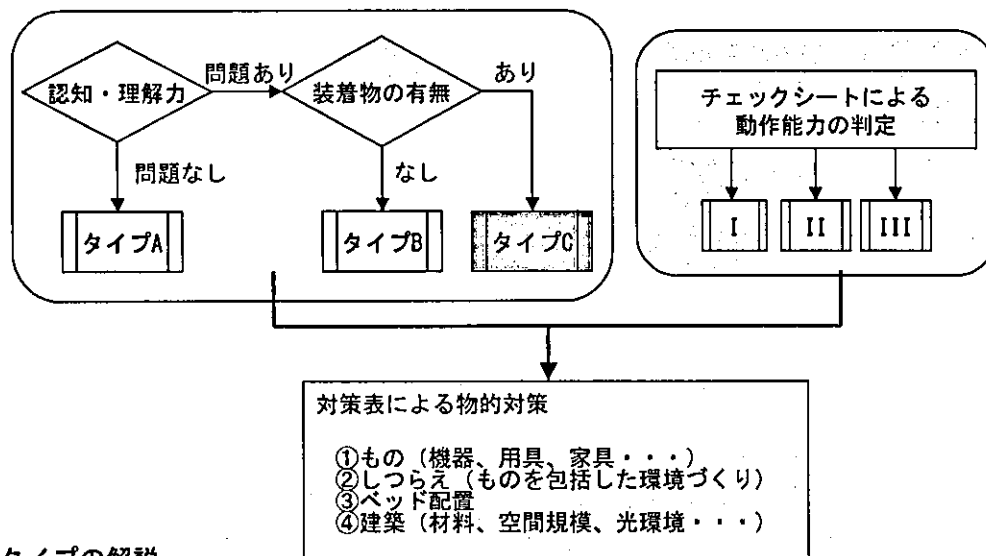 認知・理解力
問題あり
装着物の有無
あり
問題なし
なし
タイプA
タイプB
タイプC
チェックシートによる
動作能力の判定
I
II
III
対策表による物的対策
①もの（機器、用具、家具・・・）
②しつらえ（ものを包括した環境づくり）
③ベッド配置
④建築（材料、空間規模、光環境・・・）
タイプの解説